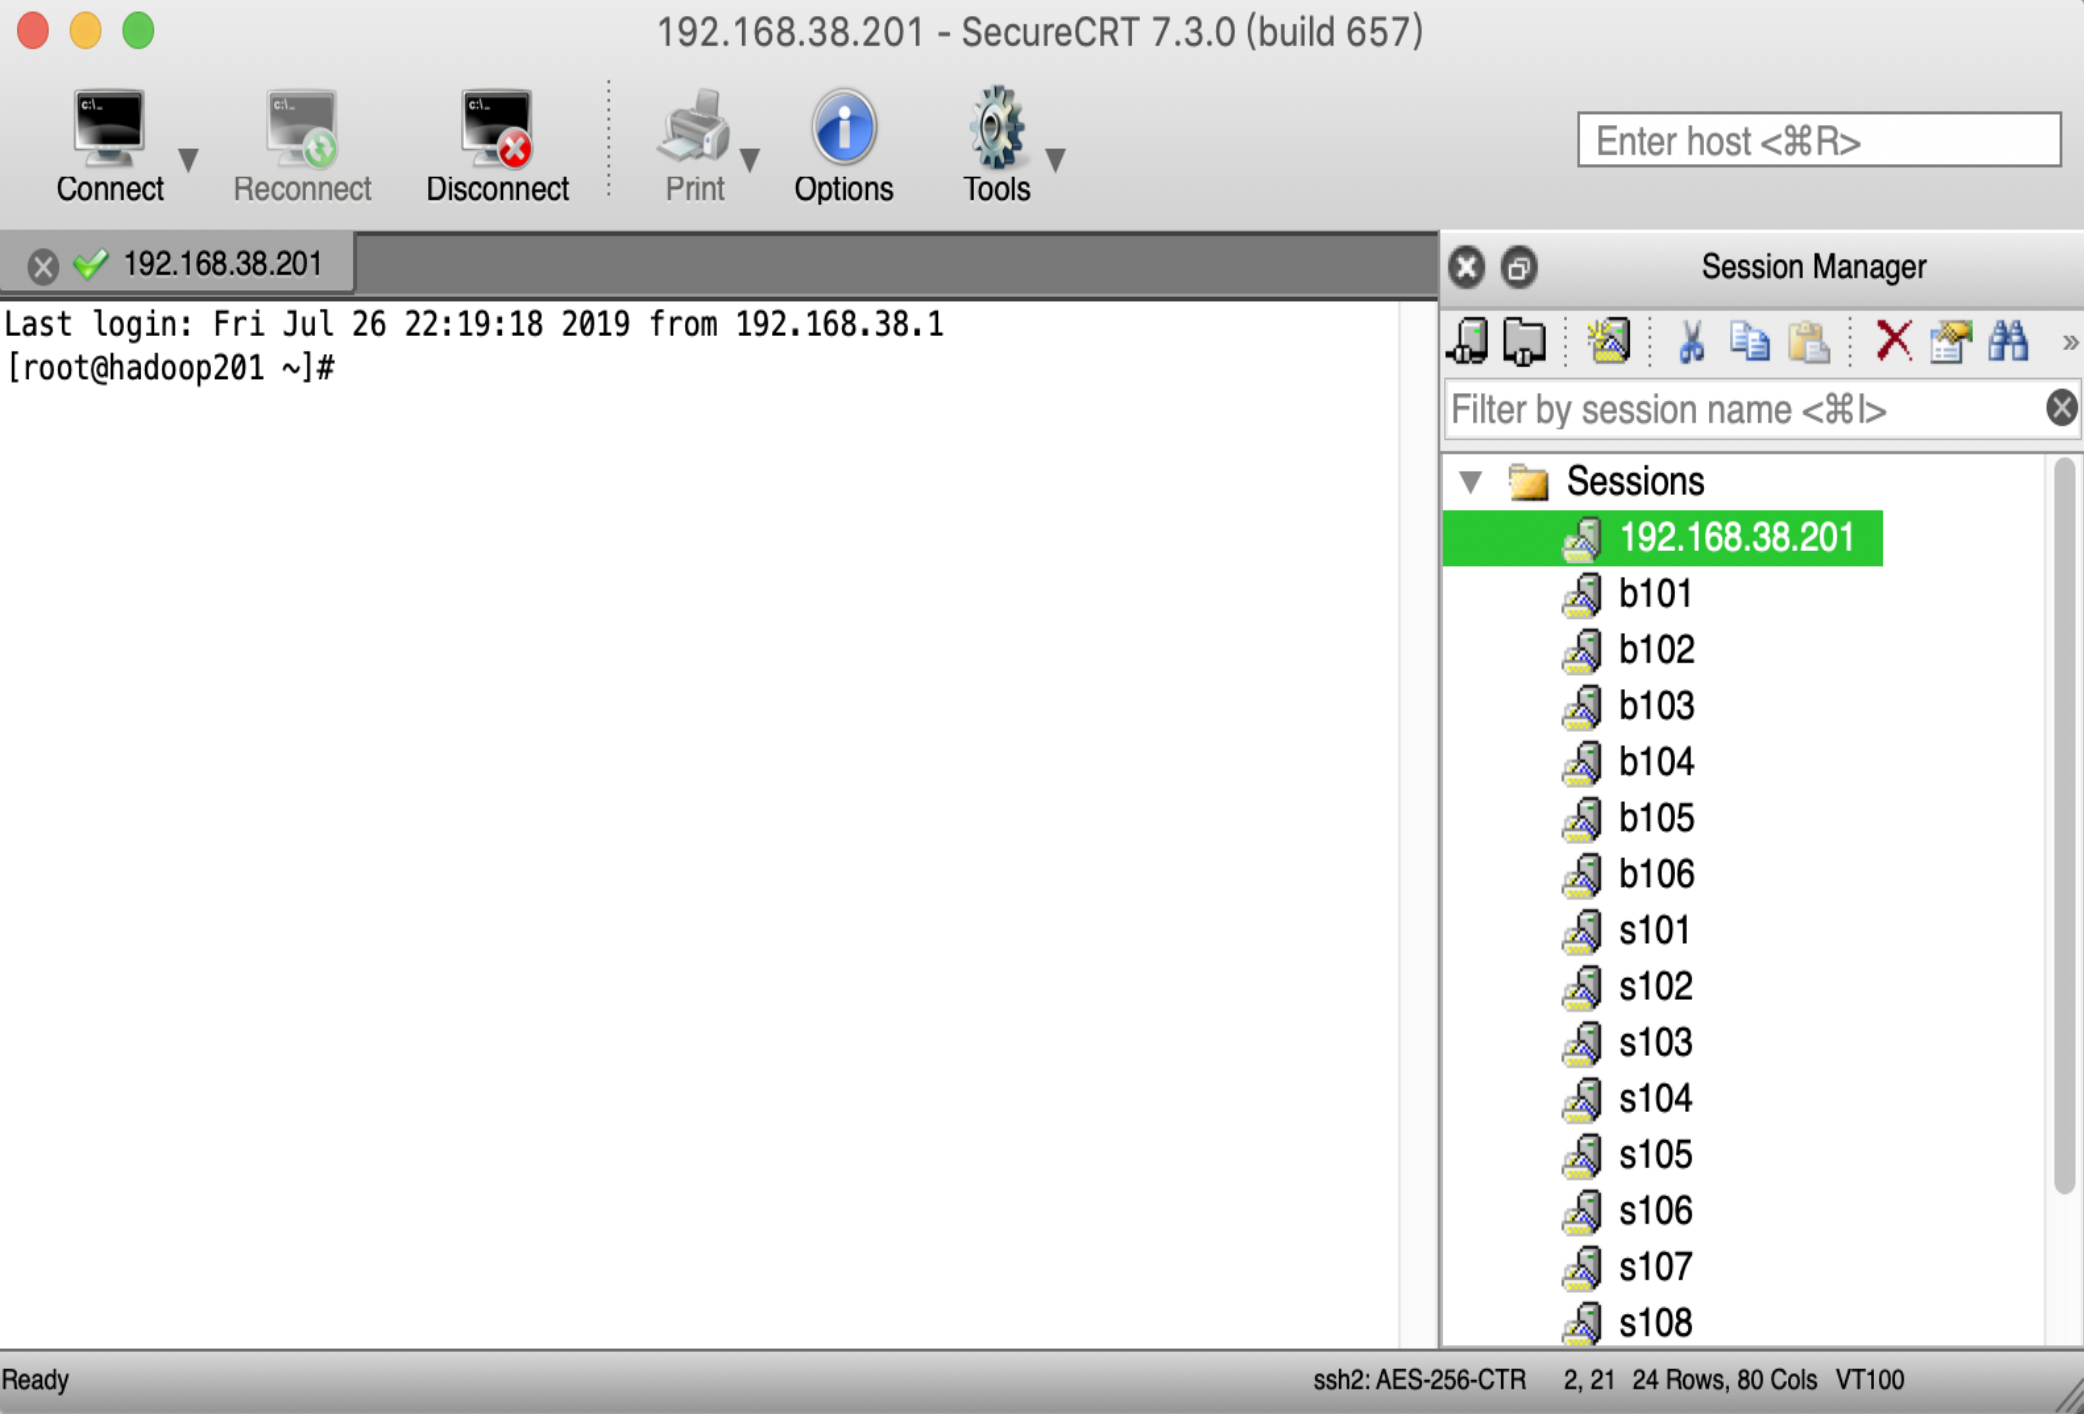 192.168.38.201 - SecureCRT 7.3.0 (build 657)
Connect
Reconnect
Disconnect
Print
Options
Tools
Enter host <⌘R>
192.168.38.201
Last login: Fri Jul 26 22:19:18 2019 from 192.168.38.1
[root@hadoop201 ~]#
Session Manager
Filter by session name <⌘I>
Sessions
192.168.38.201
b101
b102
b103
b104
b105
b106
s101
s102
s103
s104
s105
s106
s107
s108
Ready
ssh2: AES-256-CTR
2, 21
24 Rows, 80 Cols
VT100